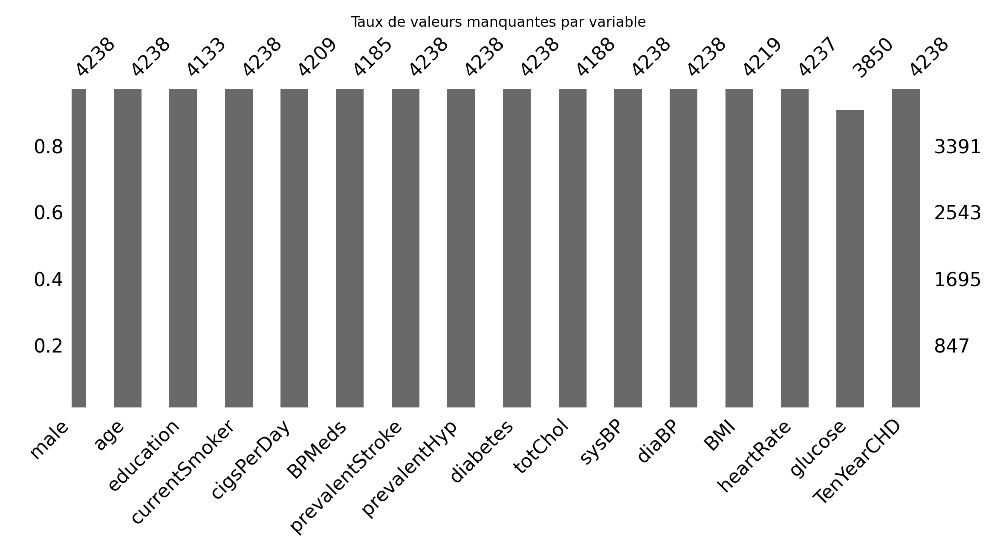 Taux de valeurs manquantes par variable
4238 4238 4133 4238 4209 4185 4238 4238 4238 4188 4238 4238 4219 4237 3850 4238
0.8 3391
0.6 2543
0.4 1695
0.2 847
male age education currentSmoker cigsPerDay BPMeds prevalentStroke prevalentHyp diabetes totChol sysBP diaBP BMI heartRate glucose TenYearCHD